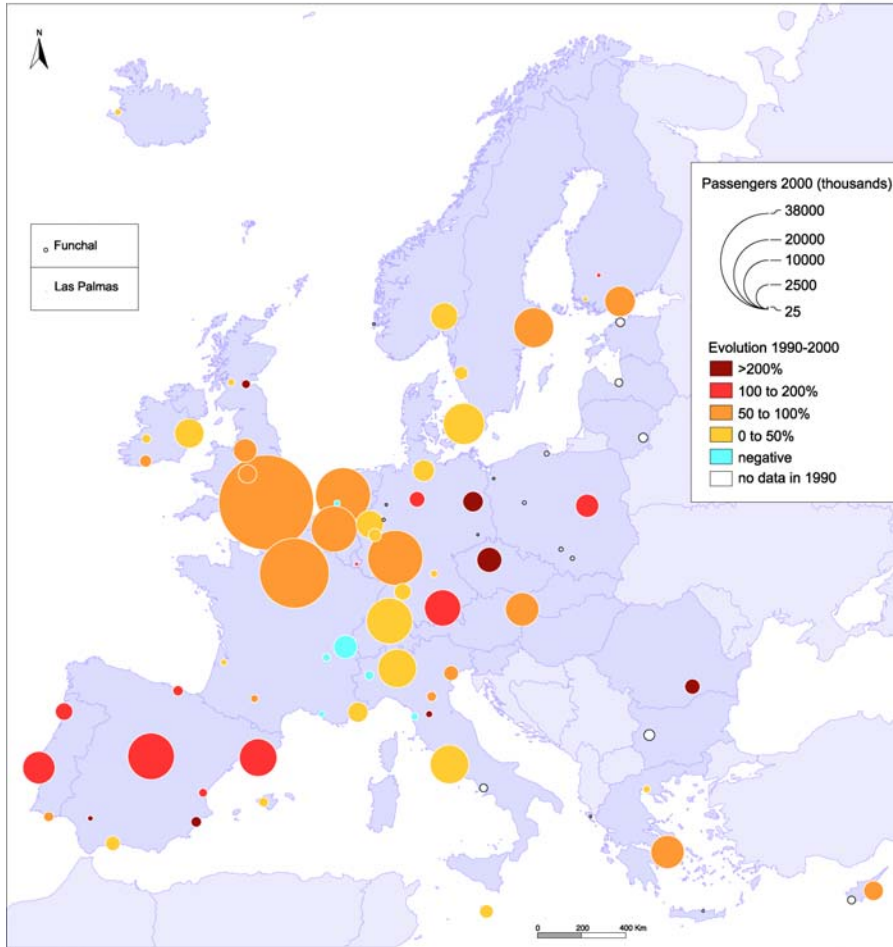 N
Funchal
Las Palmas
Passengers 2000 (thousands)
38000
20000
10000
2500
25
Evolution 1990-2000
>200%
100 to 200%
50 to 100%
0 to 50%
negative
no data in 1990
0 200 400 Km